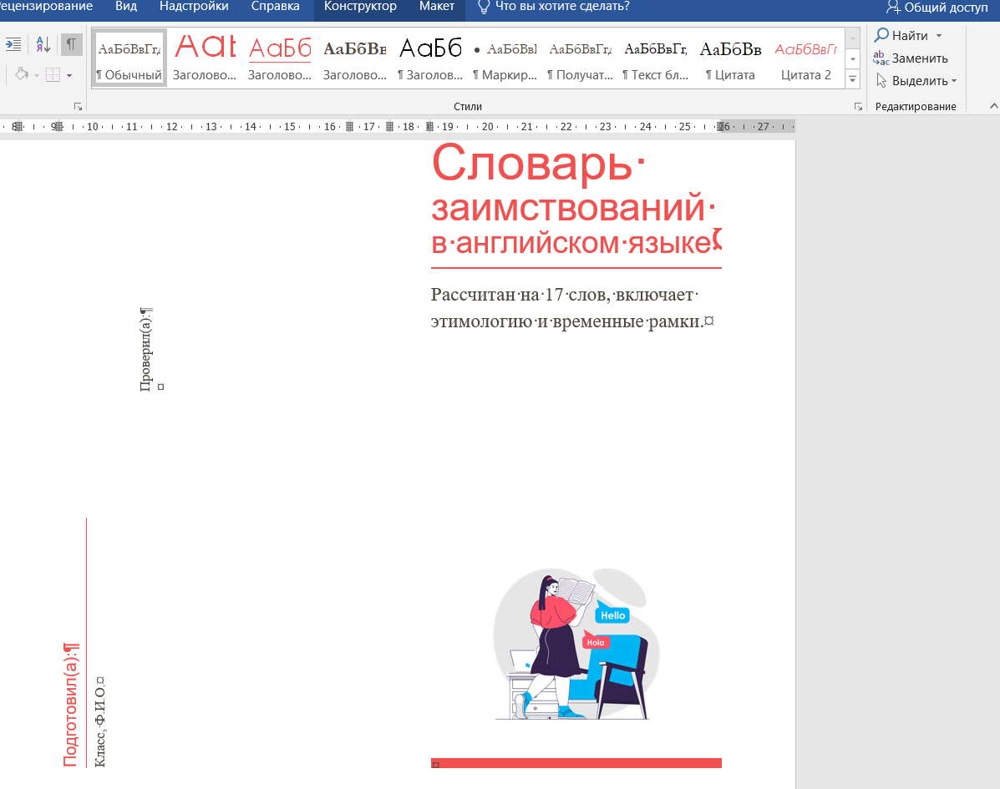 ецензирование Вид Надстройки Справка Конструктор Макет Что вы хотите сделать? Общий доступ
АаБбВвГг, Аab АаБб АаБбВв АаБб • АаБбВвІ АаБбВвГг, АаБбВвГг, АаБбВв АаБбВвГг
¶ Обычный Заголово... Заголово... Заголово... ¶ Заголов... ¶ Маркир... ¶ Получат... ¶ Текст бл... ¶ Цитата Цитата 2
Найти
Заменить
Выделить
Стили
Редактирование
8 9 10 11 12 13 14 15 16 17 18 19 20 21 22 23 24 25 26 27
Словарь·
заимствований·
в·английском·языке¤
Рассчитан·на·17·слов,·включает·
этимологию·и·временные·рамки.¤
Проверил(а):¶
¤
Подготовил(а):¶
Класс,·Ф.И.О.¤
Hello
Hola
¤